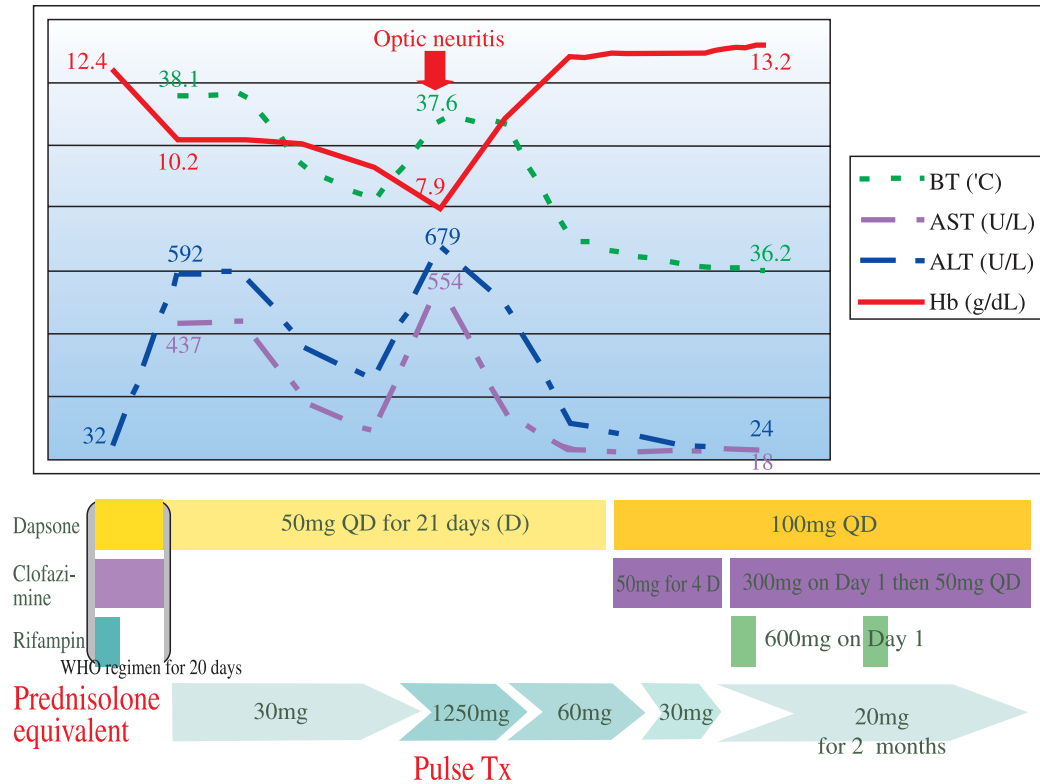 Optic neuritis
12.4
38.1
37.6
13.2
10.2
7.9
679
592
554
36.2
437
32
24
18
BT ('C)
AST (U/L)
ALT (U/L)
Hb (g/dL)
Dapsone
50mg QD for 21 days (D)
100mg QD
Clofazi-
mine
50mg for 4 D
300mg on Day 1 then 50mg QD
Rifampin
600mg on Day 1
WHO regimen for 20 days
Prednisolone
equivalent
30mg
1250mg
60mg
30mg
20mg
for 2 months
Pulse Tx